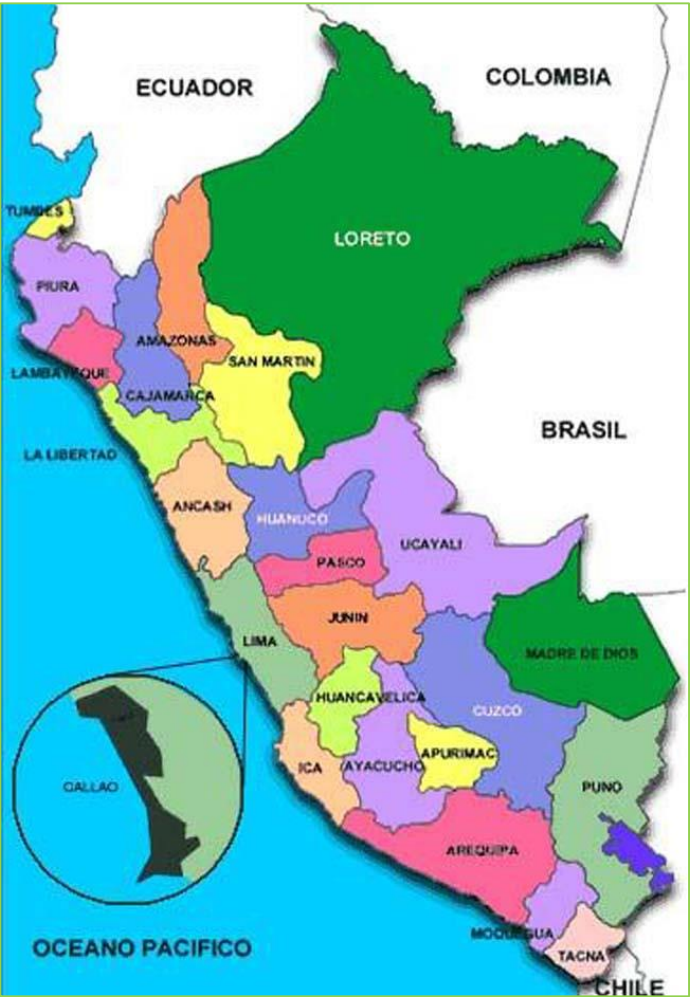 ECUADOR
COLOMBIA
TUMBES
LORETO
PIURA
AMAZONAS
SAN MARTIN
LAMBAYEQUE
CAJAMARCA
BRASIL
LA LIBERTAD
ANCASH
HUANUCO
UCAYALI
PASCO
JUNIN
LIMA
MADRE DE DIOS
HUANCAVELICA
CUZCO
APURIMAC
ICA
AYACUCHO
CALLAO
PUNO
AREQUIPA
MOQUEGUA
OCEANO PACIFICO
TACNA
CHILE